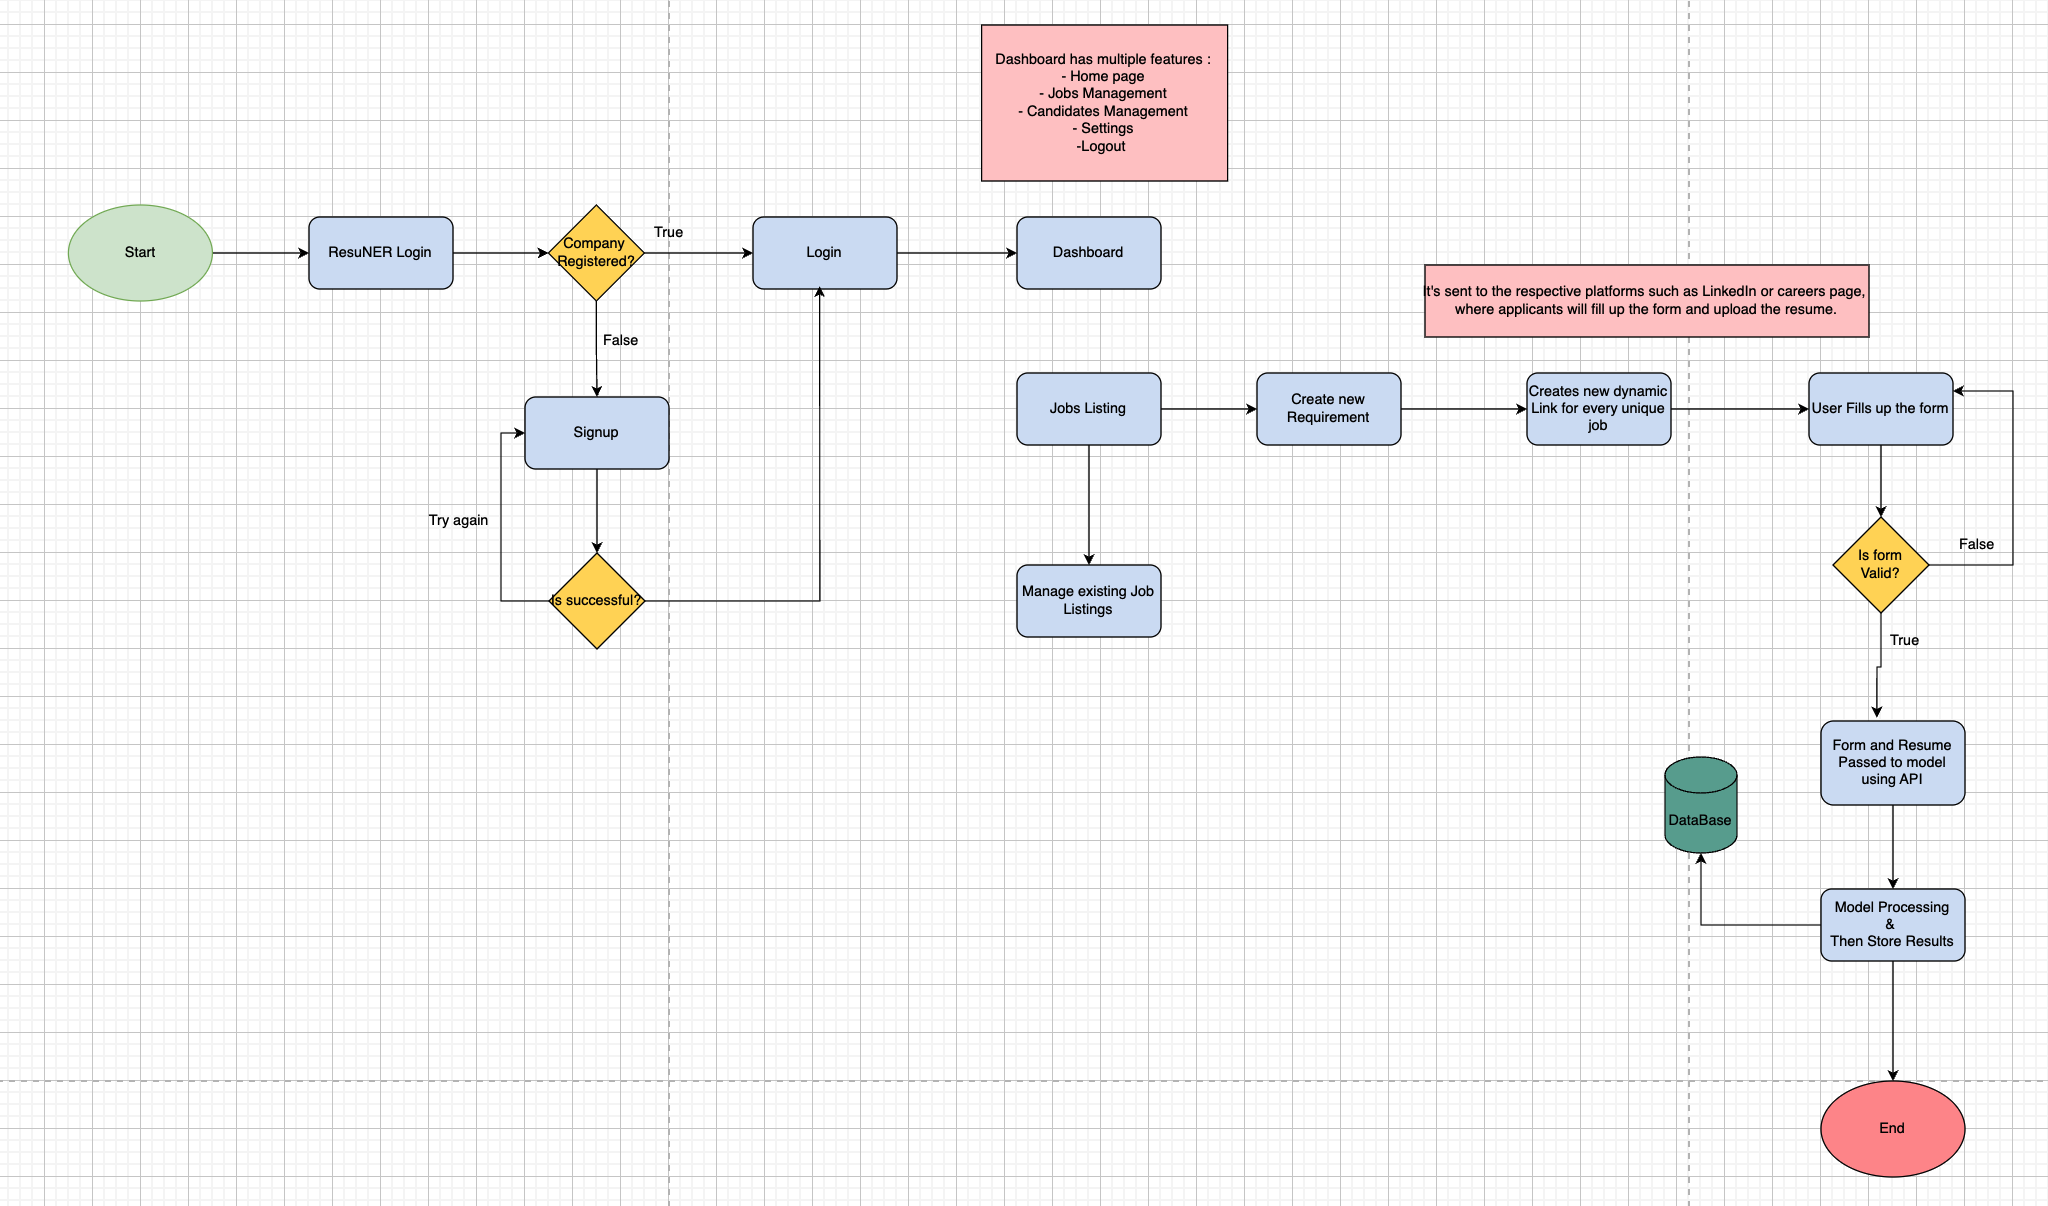 Dashboard has multiple features :
- Home page
- Jobs Management
- Candidates Management
- Settings
-Logout
Start
ResuNER Login
Company
Registered?
True
Login
Dashboard
False
Signup
Try again
Is successful?
It's sent to the respective platforms such as LinkedIn or careers page,
where applicants will fill up the form and upload the resume.
Jobs Listing
Create new
Requirement
Creates new dynamic
Link for every unique
job
User Fills up the form
Manage existing Job
Listings
Is form
Valid?
False
True
Form and Resume
Passed to model
using API
DataBase
Model Processing
&
Then Store Results
End